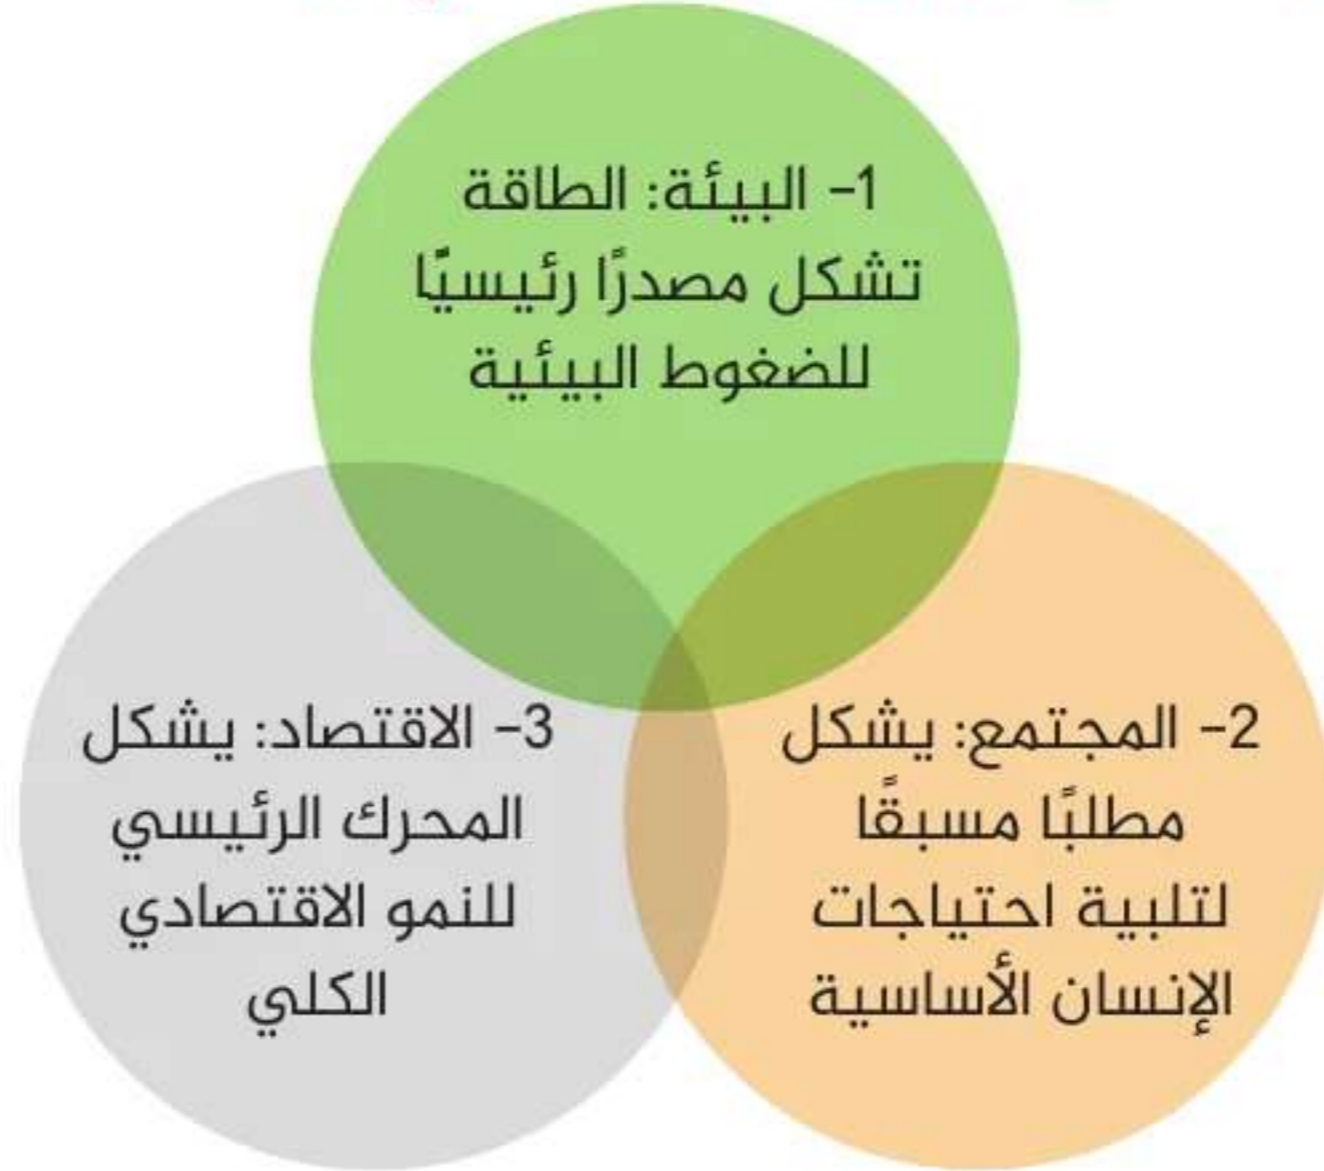 1- البيئة: الطاقة
تشكل مصدرًا رئيسيًّا
للضغوط البيئية
2- المجتمع: يشكل
مطلبًا مسبقًا
لتلبية احتياجات
الإنسان الأساسية
3- الاقتصاد: يشكل
المحرك الرئيسي
للنمو الاقتصادي
الكلي